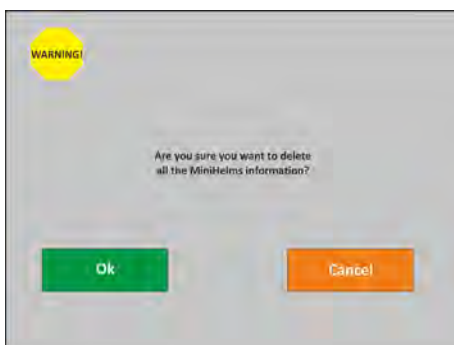 WARNING!
Are you sure you want to delete
all the MiniHelms information?
Ok
Cancel